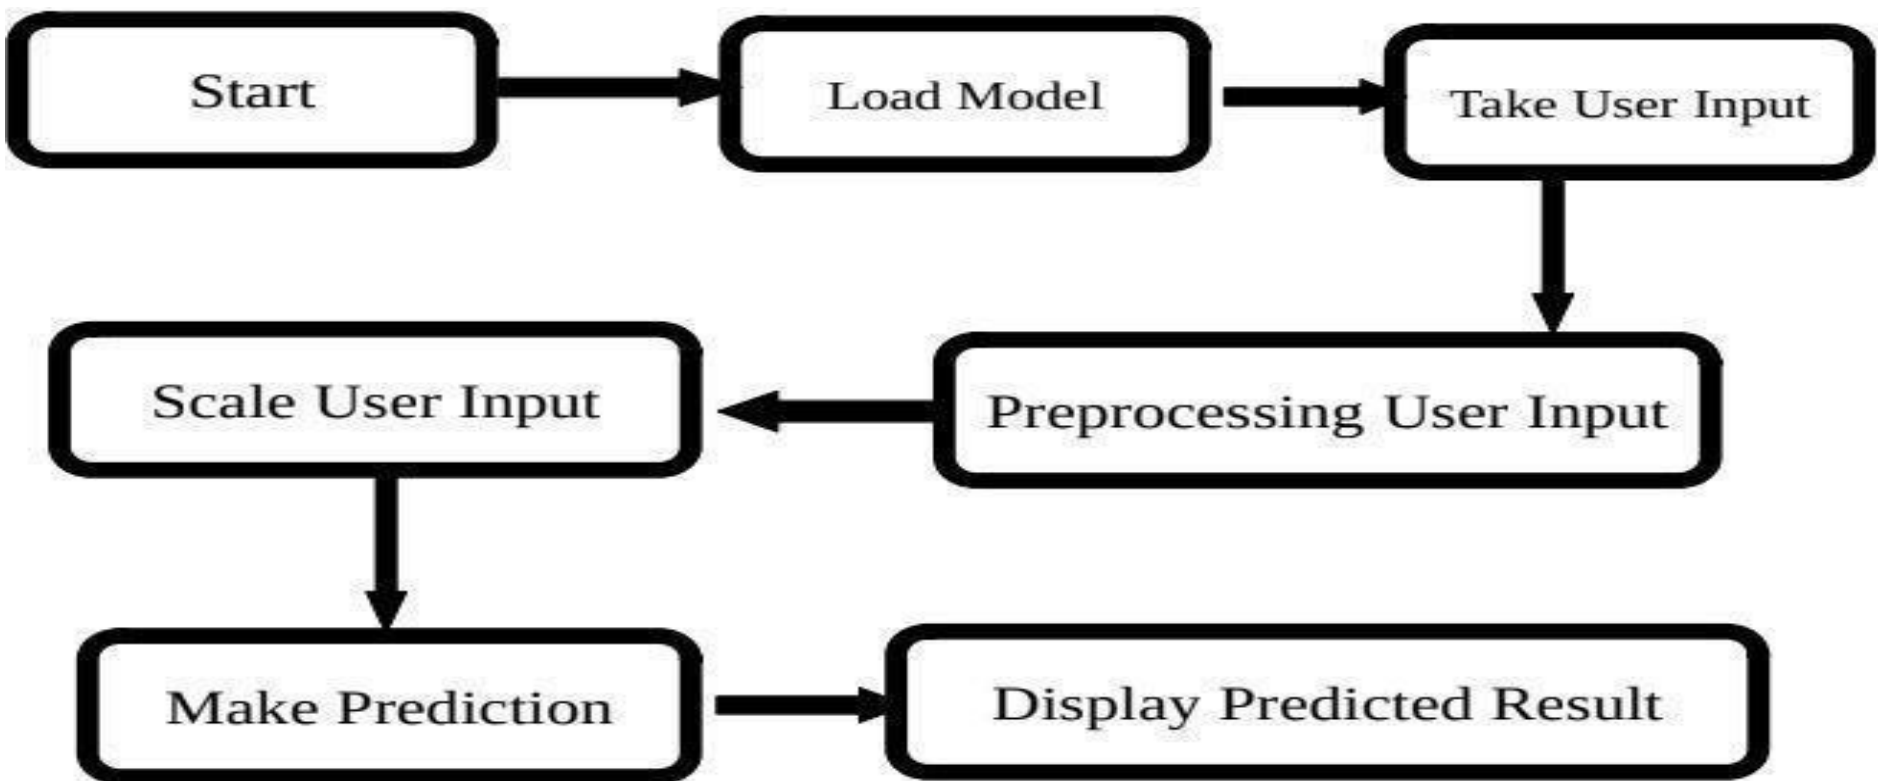 Start
Load Model
Take User Input
Preprocessing User Input
Scale User Input
Make Prediction
Display Predicted Result